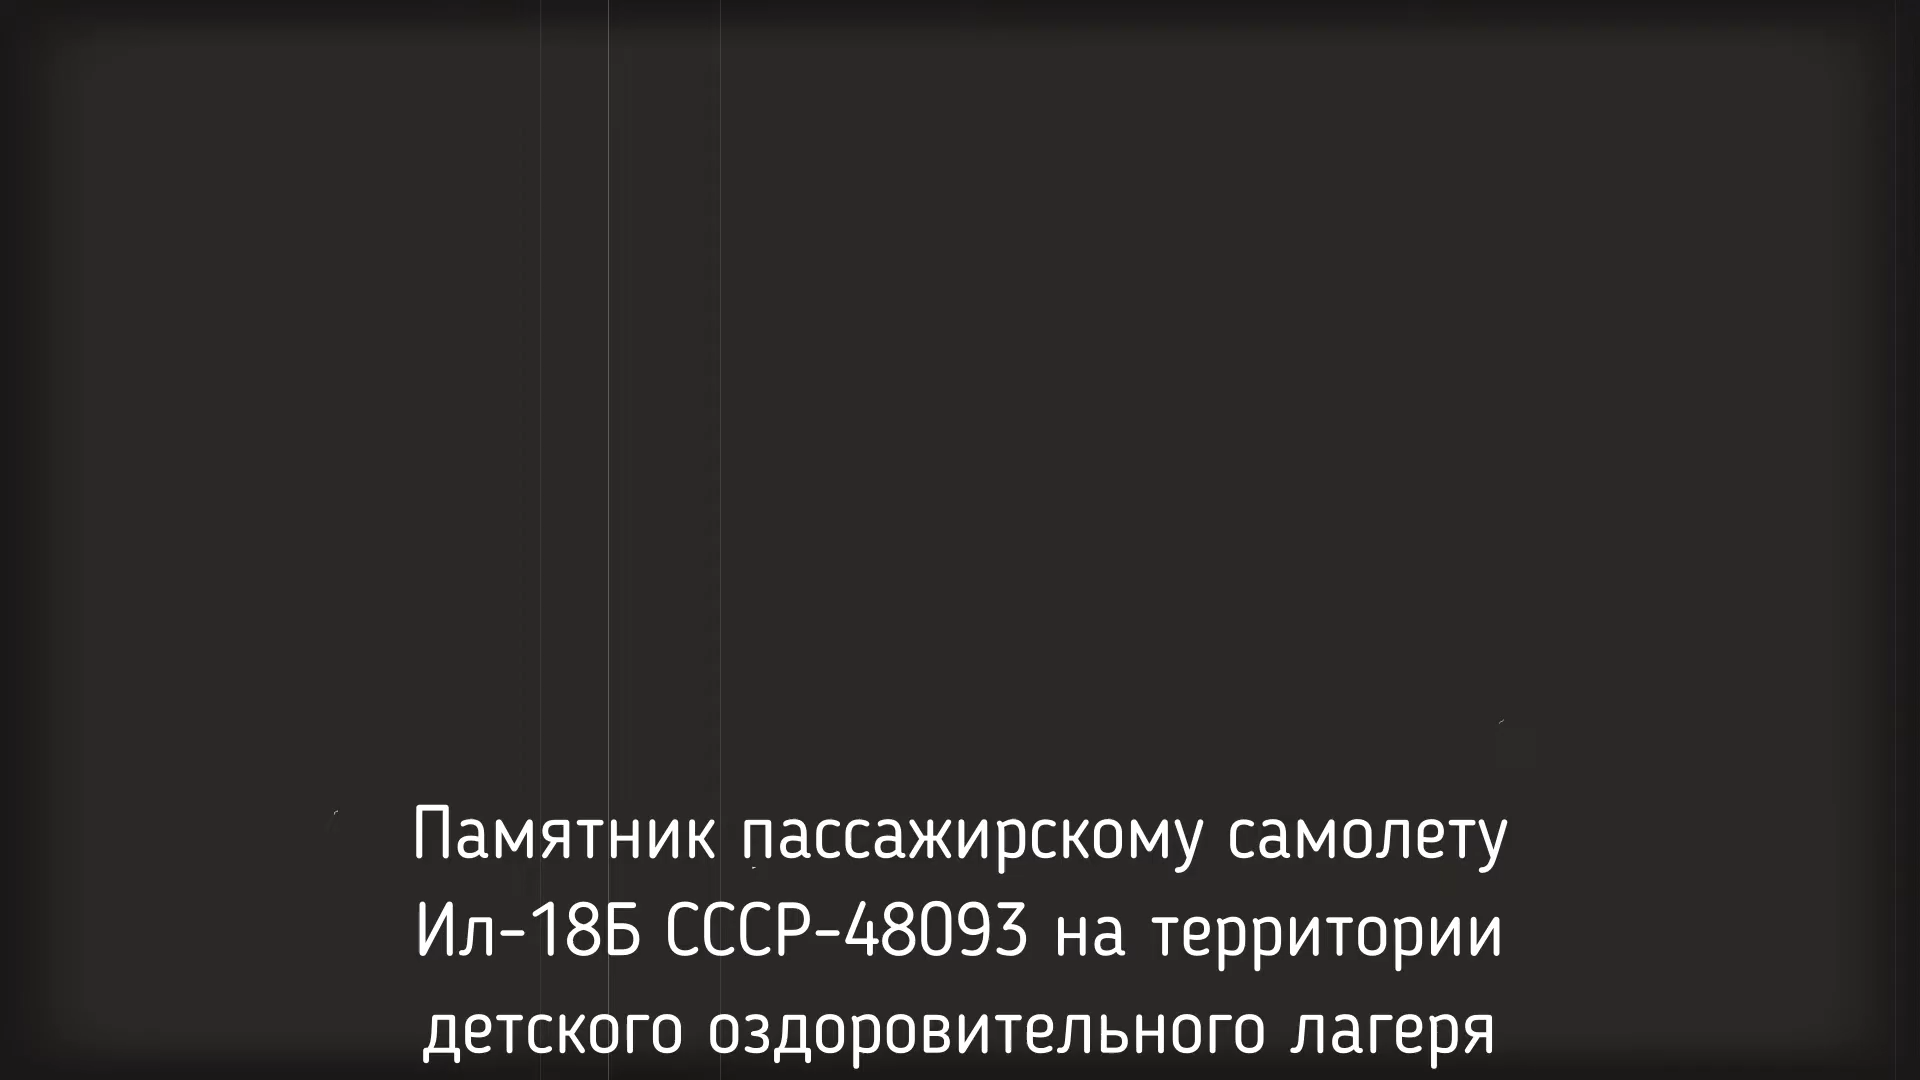 Памятник пассажирскому самолету
Ил-18Б СССР-48093 на территории
детского оздоровительного лагеря